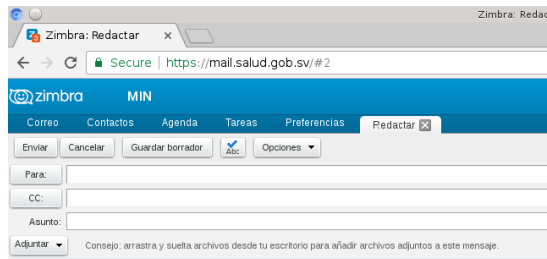 Zimbra: Redac
Zimbra: Redactar ×
Secure | https://mail.salud.gob.sv/#2
zimbra MIN
Correo Contactos Agenda Tareas Preferencias Redactar
Enviar Cancelar Guardar borrador Abc Opciones
Para:
CC:
Asunto:
Adjuntar Consejo: arrastra y suelta archivos desde tu escritorio para añadir archivos adjuntos a este mensaje.